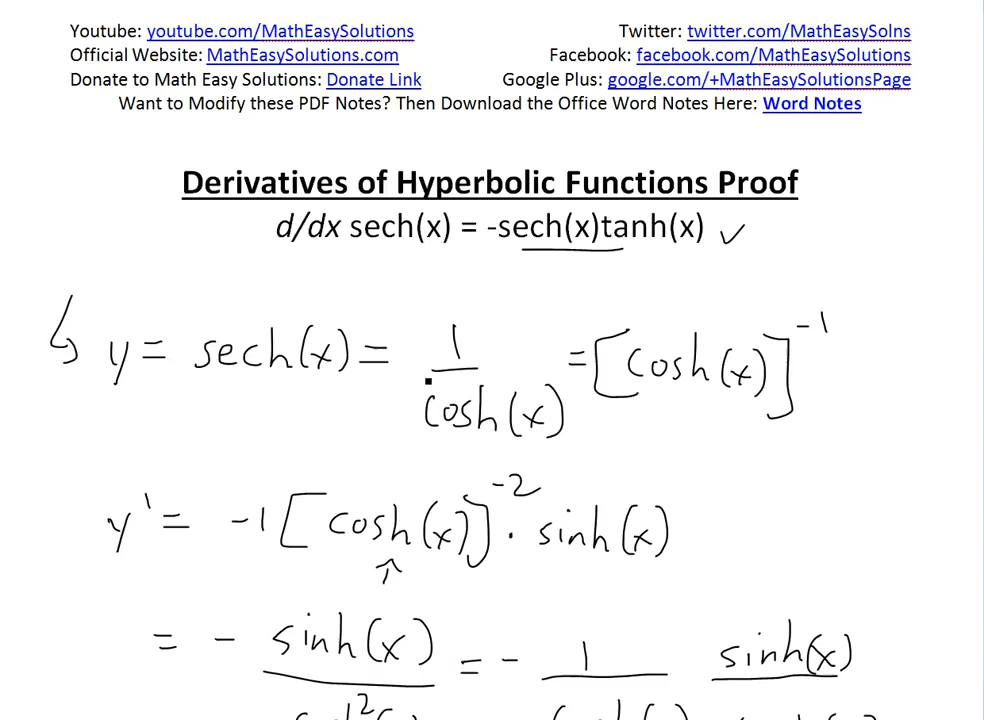 Youtube: youtube.com/MathEasySolutions Twitter: twitter.com/MathEasySolns
Official Website: MathEasySolutions.com Facebook: facebook.com/MathEasySolutions
Donate to Math Easy Solutions: Donate Link Google Plus: google.com/+MathEasySolutionsPage
Want to Modify these PDF Notes? Then Download the Office Word Notes Here: Word Notes
Derivatives of Hyperbolic Functions Proof
d/dx sech(x) = -sech(x)tanh(x) ✓
↳ y = sech(x) = 1/cosh(x) = [cosh(x)]⁻¹
y' = -1[cosh(x)]⁻² · sinh(x)
= - sinh(x) = - 1 sinh(x)